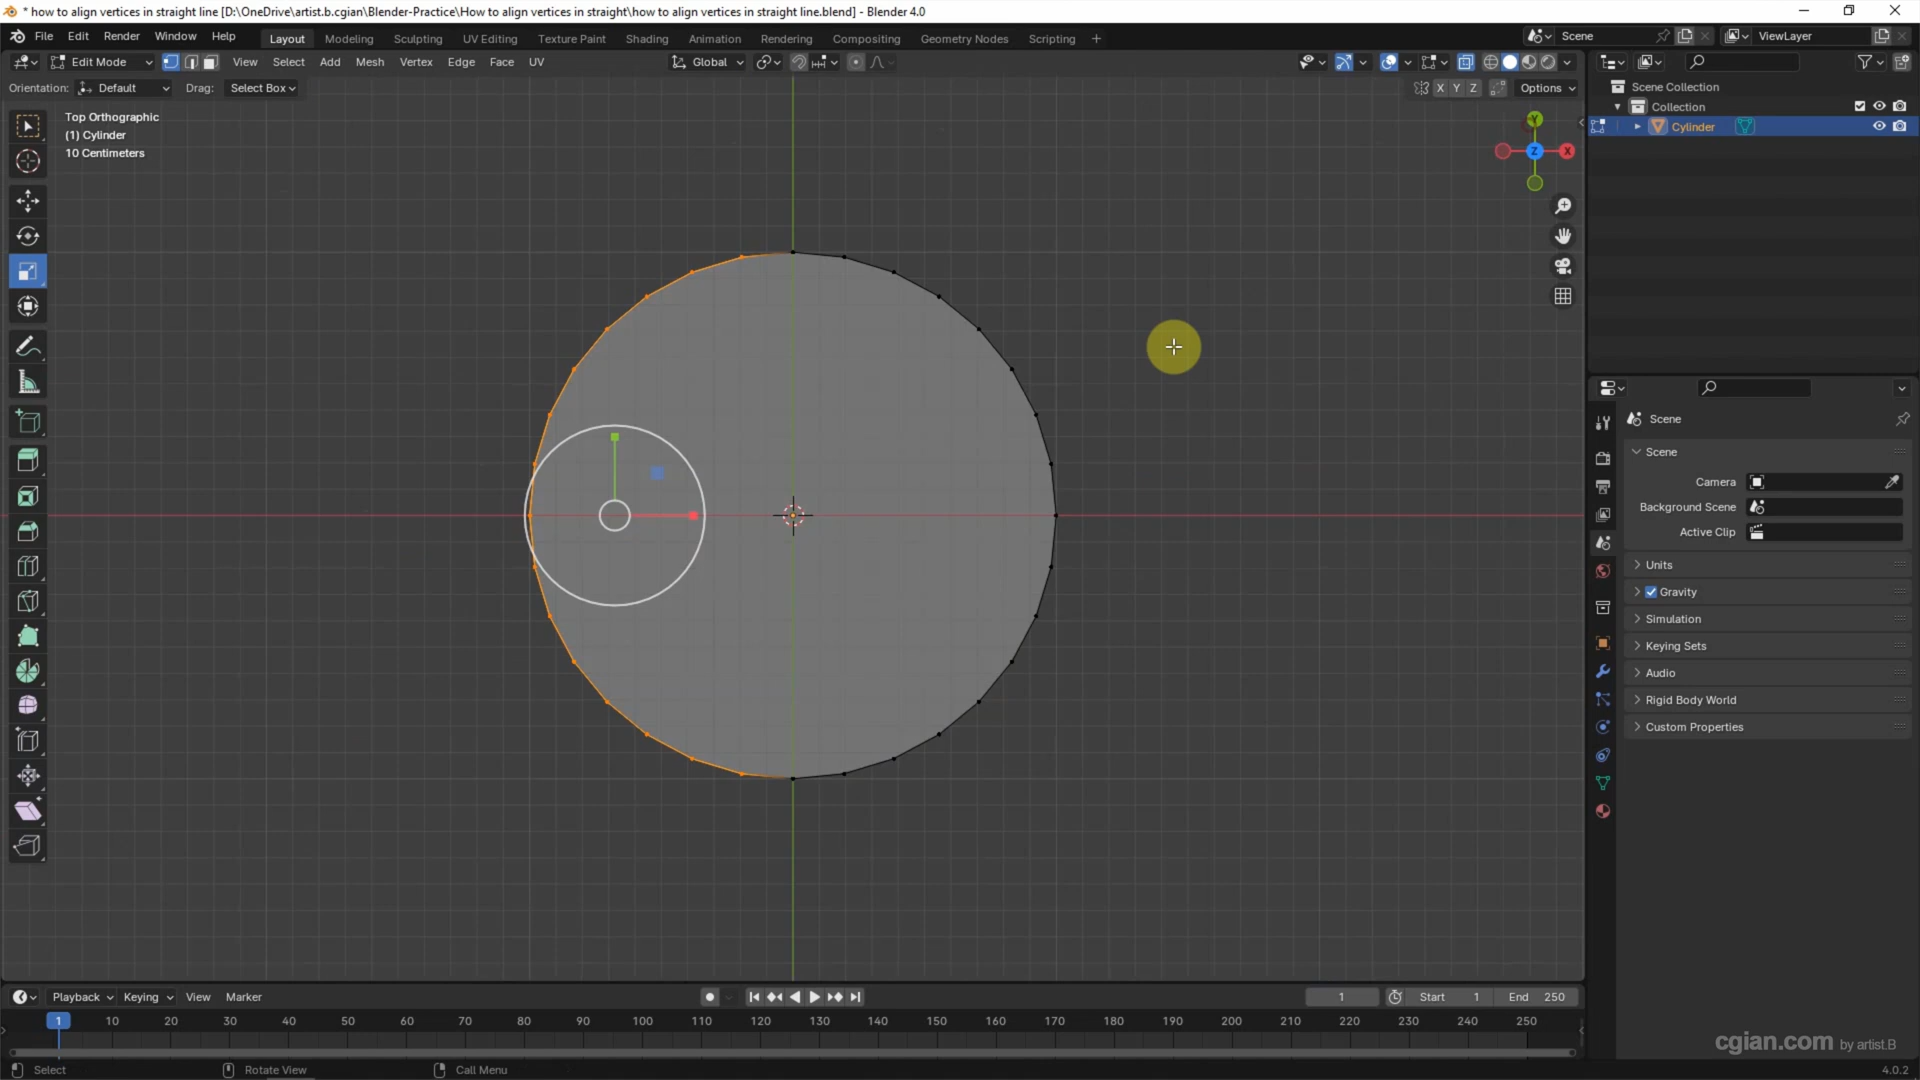 * how to align vertices in straight line [D:\OneDrive\artist.b.cgian\Blender-Practice\How to align vertices in straight\how to align vertices in straight line.blend] - Blender 4.0
File Edit Render Window Help Layout Modeling Sculpting UV Editing Texture Paint Shading Animation Rendering Compositing Geometry Nodes Scripting + Scene ViewLayer
Edit Mode View Select Add Mesh Vertex Edge Face UV Global
Orientation: Default Drag: Select Box X Y Z Options
Top Orthographic
(1) Cylinder
10 Centimeters
Y
Z
X
Scene Collection
Collection
Cylinder
Scene
Scene
Camera
Background Scene
Active Clip
Units
Gravity
Simulation
Keying Sets
Audio
Rigid Body World
Custom Properties
Playback Keying View Marker 1 Start 1 End 250
1 10 20 30 40 50 60 70 80 90 100 110 120 130 140 150 160 170 180 190 200 210 220 230 240 250
cgian.com by artist.B
Select Rotate View Call Menu 4.0.2